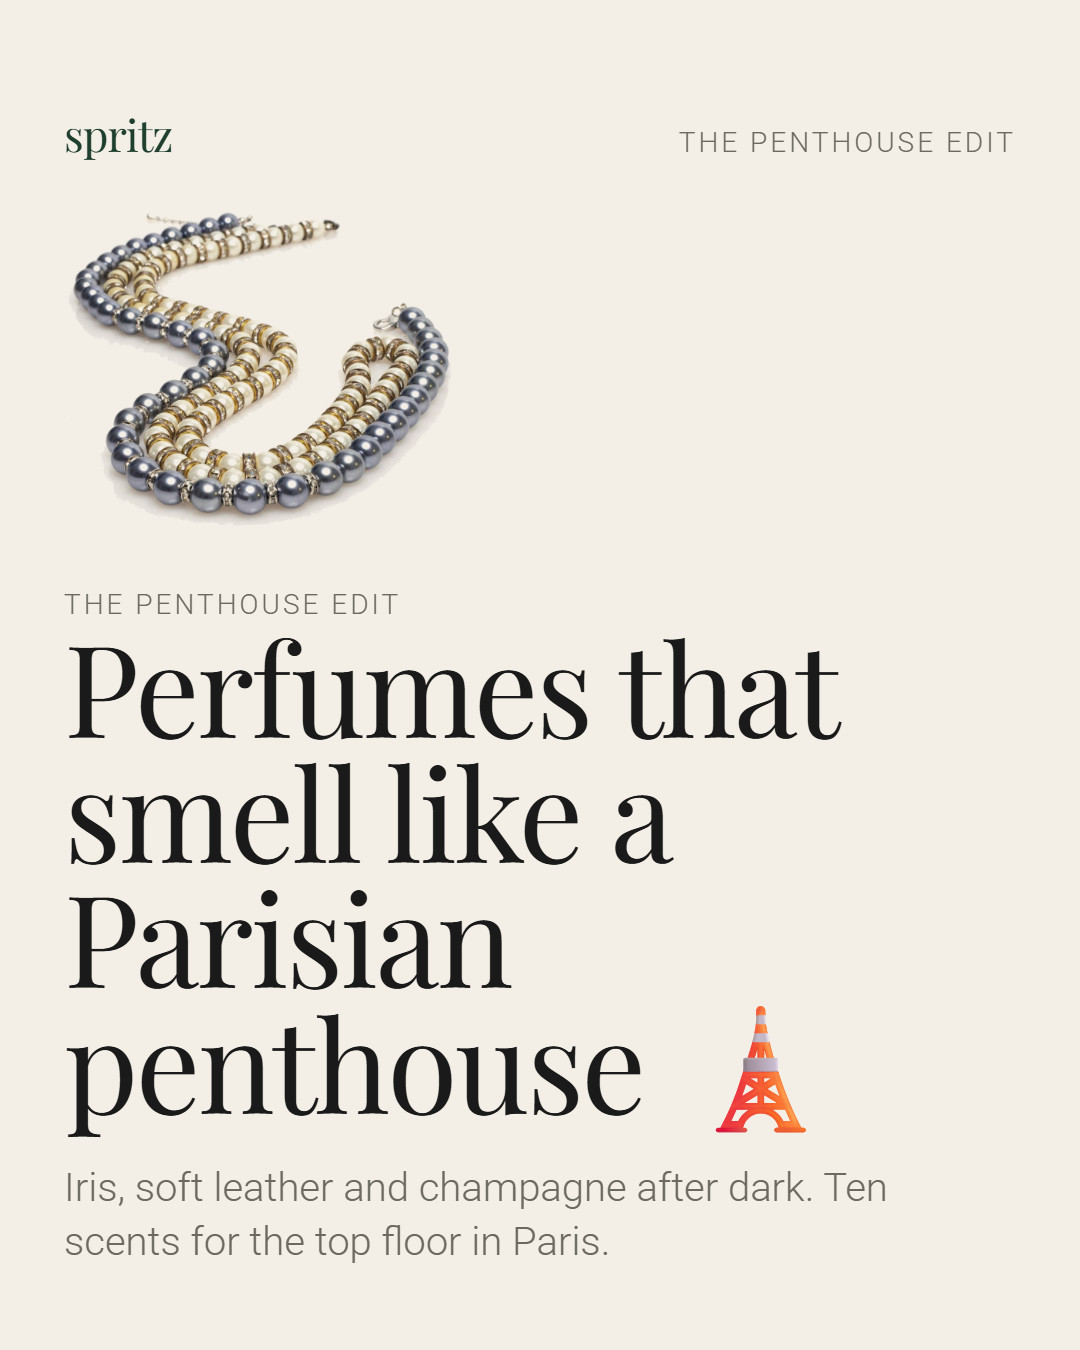 spritz
THE PENTHOUSE EDIT
THE PENTHOUSE EDIT
Perfumes that
smell like a
Parisian
penthouse
Iris, soft leather and champagne after dark. Ten
scents for the top floor in Paris.